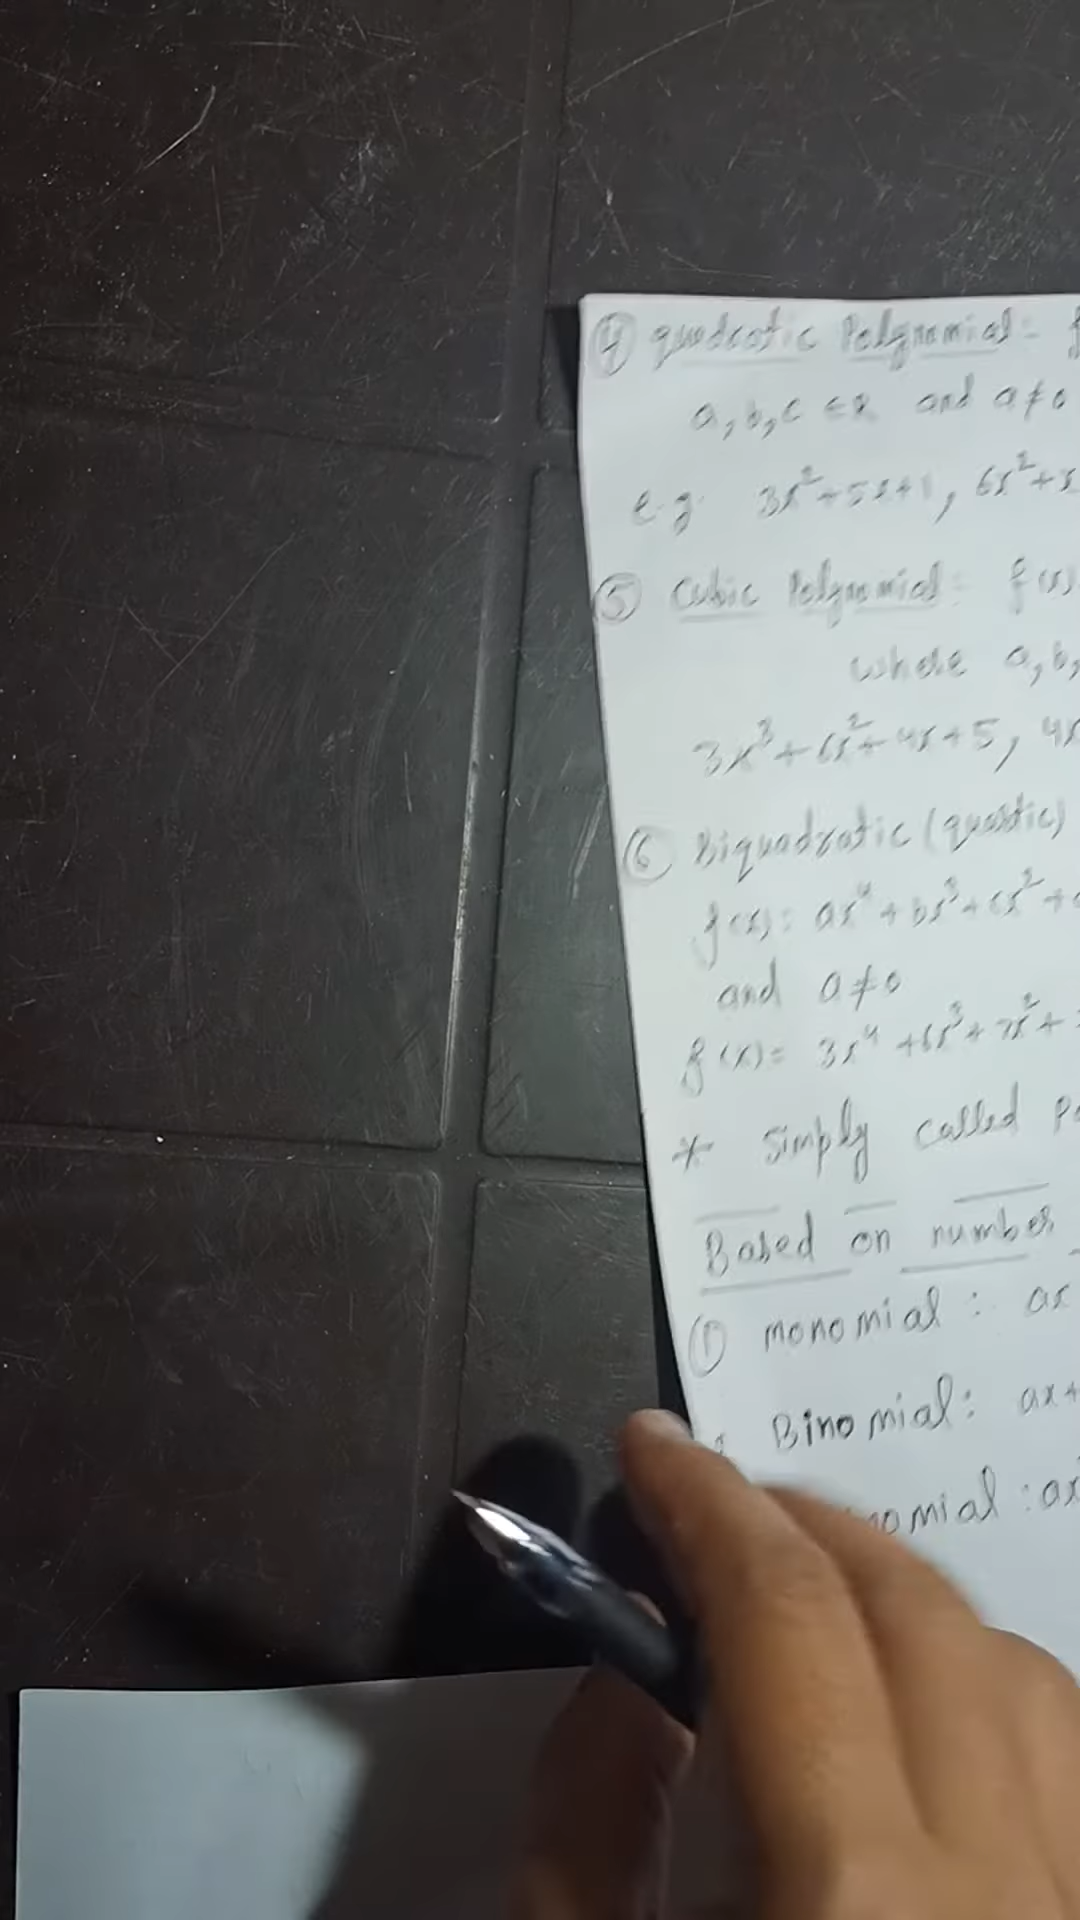 ④ quadratic Polynomial:
a, b, c ∈ R and a ≠ 0
e.g. 3x²+5x+1, 6x²+x
⑤ Cubic Polynomial: f(x)
where a, b,
3x³+6x²+4x+5, 4x
⑥ Biquadratic (quartic)
f(x): ax⁴+bx³+cx²+
and a ≠ 0
f(x)= 3x⁴+6x³+7x²+
* Simply called
Based on number
① monomial: ax
Binomial: ax+
nomial: ax